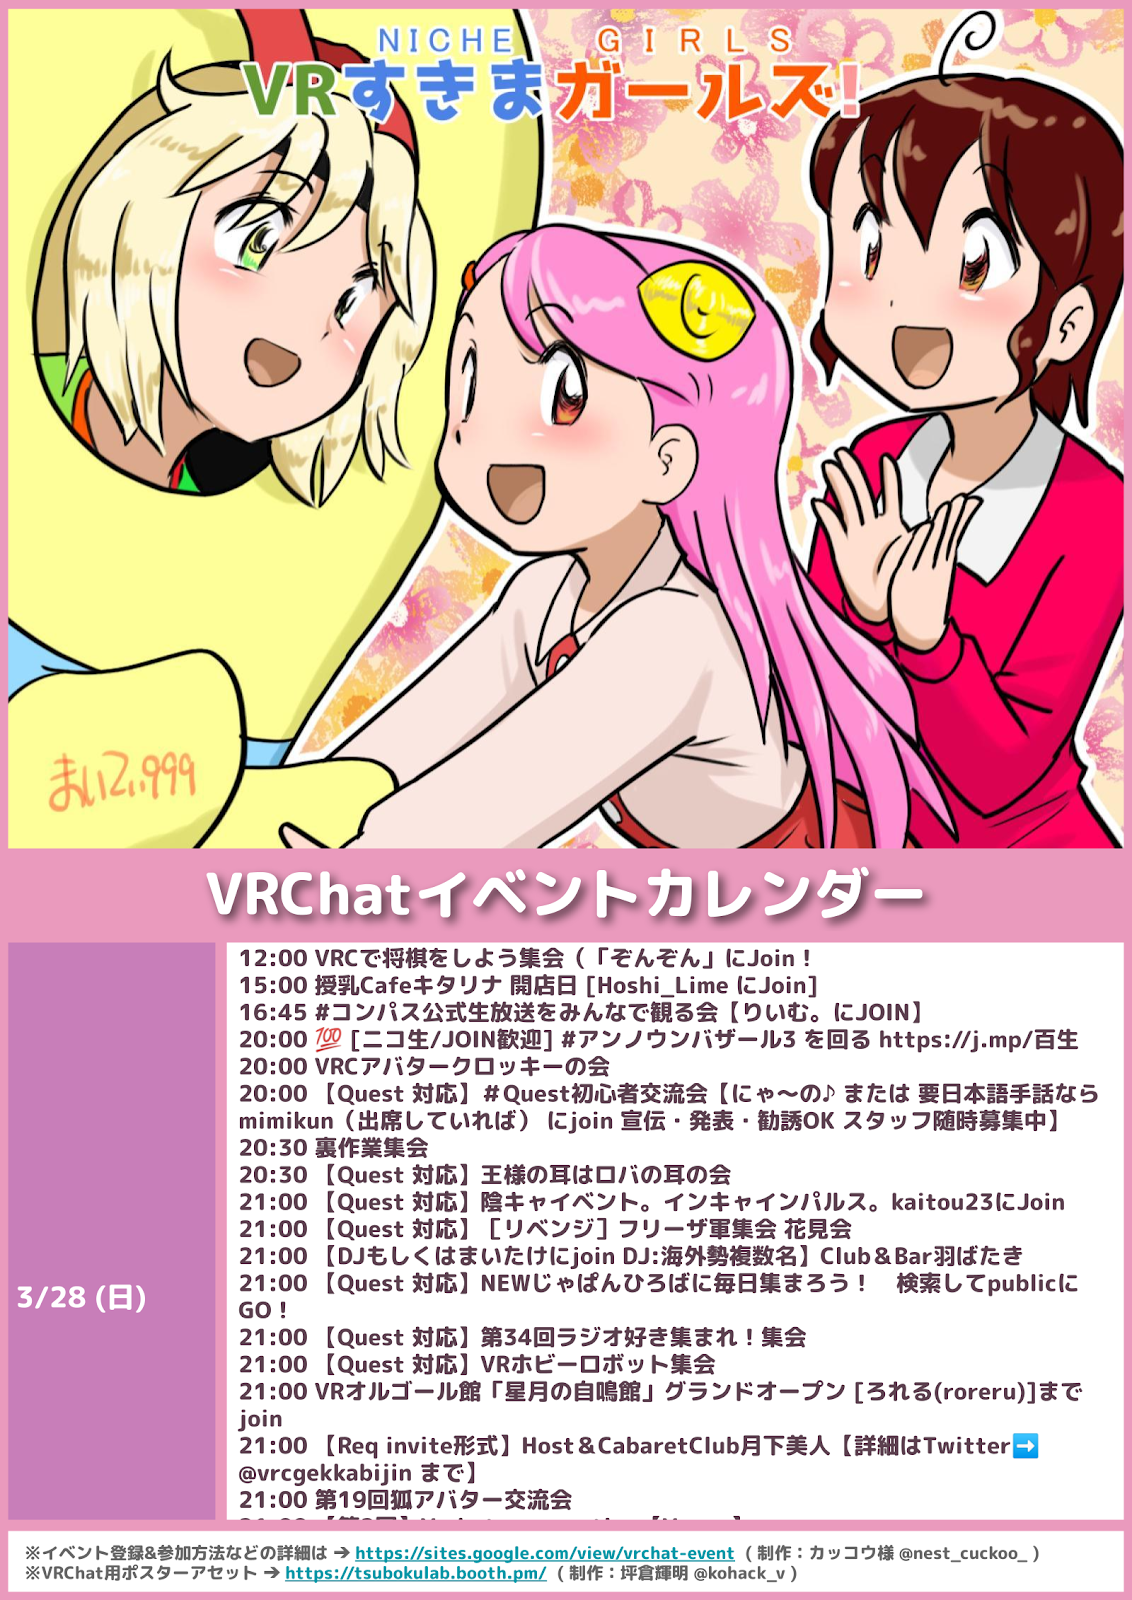 NICHE GIRLS
VRすきまガールズ!
まいてぃ999
VRChatイベントカレンダー
3/28 (日)
12:00 VRCで将棋をしよう集会（「ぞんぞん」にJoin！
15:00 授乳Cafeキタリナ 開店日 [Hoshi_Lime にJoin]
16:45 #コンパス公式生放送をみんなで観る会【りぃむ。にJOIN】
20:00 💯 [ニコ生/JOIN歓迎] #アンノウンバザール3 を回る https://j.mp/百生
20:00 VRCアバタークロッキーの会
20:00 【Quest 対応】＃Quest初心者交流会【にゃ～の♪ または 要日本語手話なら
mimikun（出席していれば） にjoin 宣伝・発表・勧誘OK スタッフ随時募集中】
20:30 裏作業集会
20:30 【Quest 対応】王様の耳はロバの耳の会
21:00 【Quest 対応】陰キャイベント。インキャインパルス。kaitou23にJoin
21:00 【Quest 対応】［リベンジ］フリーザ軍集会 花見会
21:00 【DJもしくはまいたけにjoin DJ:海外勢複数名】Club＆Bar羽ばたき
21:00 【Quest 対応】NEWじゃぱんひろばに毎日集まろう！　検索してpublicに
GO！
21:00 【Quest 対応】第34回ラジオ好き集まれ！集会
21:00 【Quest 対応】VRホビーロボット集会
21:00 VRオルゴール館「星月の自鳴館」グランドオープン [ろれる(roreru)]まで
join
21:00 【Req invite形式】Host＆CabaretClub月下美人【詳細はTwitter➡️
@vrcgekkabijin まで】
21:00 第19回狐アバター交流会
※イベント登録&参加方法などの詳細は ➔ https://sites.google.com/view/vrchat-event ( 制作：カッコウ様 @nest_cuckoo_ )
※VRChat用ポスターアセット ➔ https://tsubokulab.booth.pm/ ( 制作：坪倉輝明 @kohack_v )